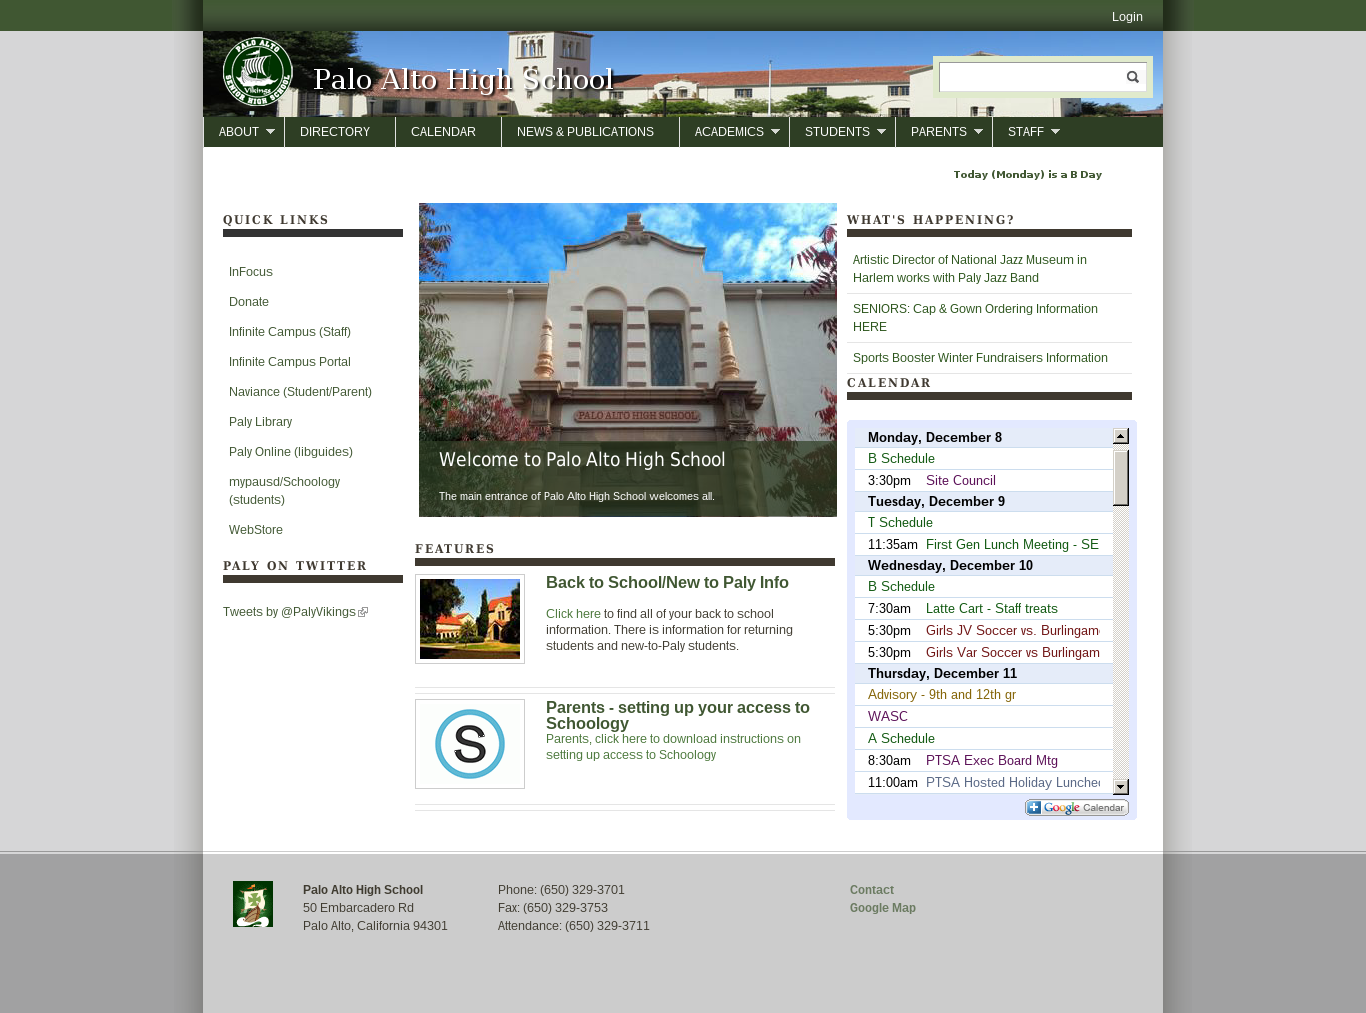 Login
PALO ALTO
Vikings
SENIOR HIGH SCHOOL
Palo Alto High School
ABOUT
DIRECTORY
CALENDAR
NEWS & PUBLICATIONS
ACADEMICS
STUDENTS
PARENTS
STAFF
Today (Monday) is a B Day
QUICK LINKS
InFocus
Donate
Infinite Campus (Staff)
Infinite Campus Portal
Naviance (Student/Parent)
Paly Library
Paly Online (libguides)
mypausd/Schoology
(students)
WebStore
PALY ON TWITTER
Tweets by @PalyVikings
PALO ALTO HIGH SCHOOL
Welcome to Palo Alto High School
The main entrance of Palo Alto High School welcomes all.
FEATURES
Back to School/New to Paly Info
Click here to find all of your back to school
information. There is information for returning
students and new-to-Paly students.
S
Parents - setting up your access to
Schoology
Parents, click here to download instructions on
setting up access to Schoology
WHAT'S HAPPENING?
Artistic Director of National Jazz Museum in
Harlem works with Paly Jazz Band
SENIORS: Cap & Gown Ordering Information
HERE
Sports Booster Winter Fundraisers Information
CALENDAR
Monday, December 8
B Schedule
3:30pm Site Council
Tuesday, December 9
T Schedule
11:35am First Gen Lunch Meeting - SE
Wednesday, December 10
B Schedule
7:30am Latte Cart - Staff treats
5:30pm Girls JV Soccer vs. Burlingame
5:30pm Girls Var Soccer vs Burlingam
Thursday, December 11
Advisory - 9th and 12th gr
WASC
A Schedule
8:30am PTSA Exec Board Mtg
11:00am PTSA Hosted Holiday Lunchec
Google Calendar
Palo Alto High School
50 Embarcadero Rd
Palo Alto, California 94301
Phone: (650) 329-3701
Fax: (650) 329-3753
Attendance: (650) 329-3711
Contact
Google Map